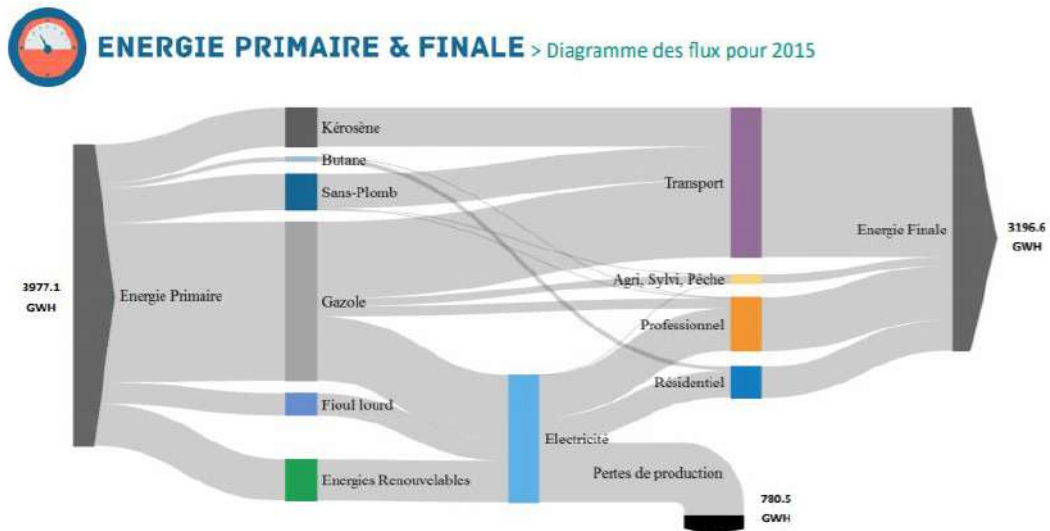 ENERGIE PRIMAIRE & FINALE > Diagramme des flux pour 2015
Kérosène
Butane
Sans-Plomb
Transport
3196.6
GWH
Energie Finale
3977.1
GWH
Energie Primaire
Gazole
Agri, Sylvi, Pêche
Professionnel
Résidentiel
Fioul lourd
Electricité
Energies Renouvelables
Pertes de production
780.5
GWH